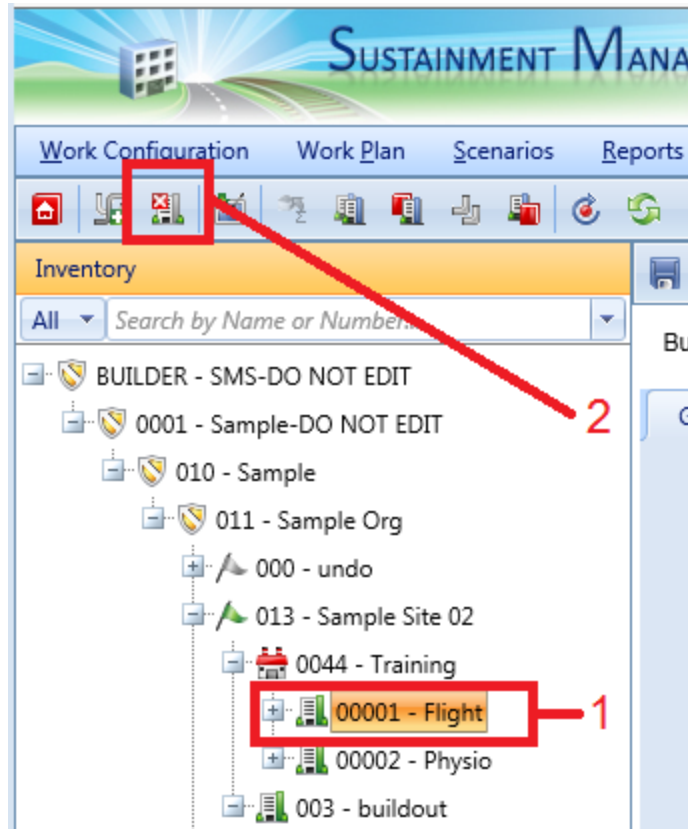 SUSTAINMENT MANA
Work Configuration Work Plan Scenarios Reports
Inventory
All Search by Name or Number...
Bu
BUILDER - SMS-DO NOT EDIT
G
0001 - Sample-DO NOT EDIT
2
010 - Sample
011 - Sample Org
000 - undo
013 - Sample Site 02
0044 - Training
00001 - Flight
1
00002 - Physio
003 - buildout